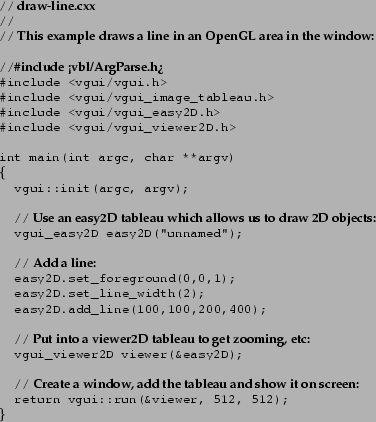 // draw-line.cxx
//
// This example draws a line in an OpenGL area in the window:

//#include ¡vbl/ArgParse.h¿
#include <vgui/vgui.h>
#include <vgui/vgui_image_tableau.h>
#include <vgui/vgui_easy2D.h>
#include <vgui/vgui_viewer2D.h>

int main(int argc, char **argv)
{
  vgui::init(argc, argv);

  // Use an easy2D tableau which allows us to draw 2D objects:
  vgui_easy2D easy2D("unnamed");

  // Add a line:
  easy2D.set_foreground(0,0,1);
  easy2D.set_line_width(2);
  easy2D.add_line(100,100,200,400);

  // Put into a viewer2D tableau to get zooming, etc:
  vgui_viewer2D viewer(&easy2D);

  // Create a window, add the tableau and show it on screen:
  return vgui::run(&viewer, 512, 512);
}